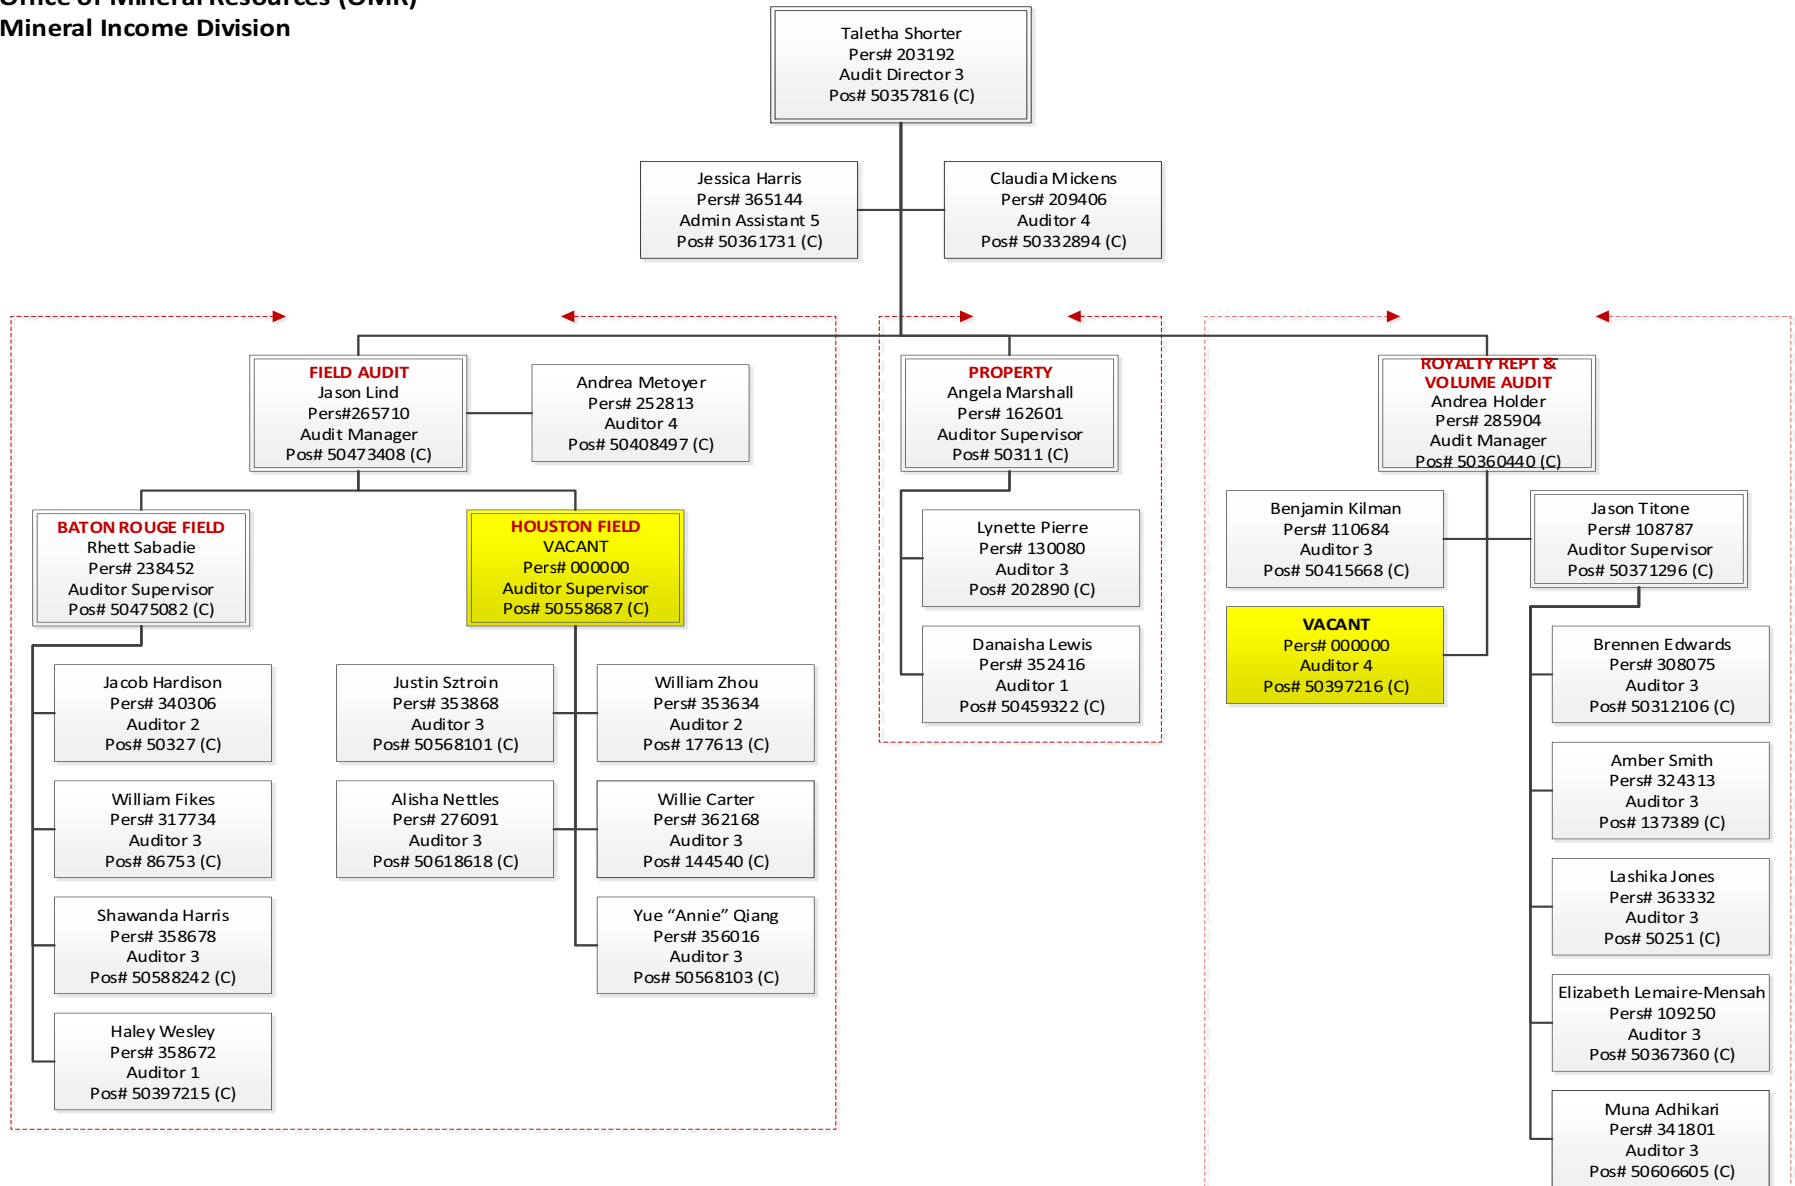 Office of Mineral Resources (OMR)
Mineral Income Division
Taletha Shorter
Pers# 203192
Audit Director 3
Pos# 50357816 (C)
Jessica Harris
Pers# 365144
Admin Assistant 5
Pos# 50361731 (C)
Claudia Mickens
Pers# 209406
Auditor 4
Pos# 50332894 (C)
FIELD AUDIT
Jason Lind
Pers#265710
Audit Manager
Pos# 50473408 (C)
Andrea Metoyer
Pers# 252813
Auditor 4
Pos# 50408497 (C)
PROPERTY
Angela Marshall
Pers# 162601
Auditor Supervisor
Pos# 50311 (C)
ROYALTY REPT &
VOLUME AUDIT
Andrea Holder
Pers# 285904
Audit Manager
Pos# 50360440 (C)
BATON ROUGE FIELD
Rhett Sabadie
Pers# 238452
Auditor Supervisor
Pos# 50475082 (C)
HOUSTON FIELD
VACANT
Pers# 000000
Auditor Supervisor
Pos# 50558687 (C)
Lynette Pierre
Pers# 130080
Auditor 3
Pos# 202890 (C)
Benjamin Kilman
Pers# 110684
Auditor 3
Pos# 50415668 (C)
Jason Titone
Pers# 108787
Auditor Supervisor
Pos# 50371296 (C)
Jacob Hardison
Pers# 340306
Auditor 2
Pos# 50327 (C)
Justin Sztroin
Pers# 353868
Auditor 3
Pos# 50568101 (C)
William Zhou
Pers# 353634
Auditor 2
Pos# 177613 (C)
Danaisha Lewis
Pers# 352416
Auditor 1
Pos# 50459322 (C)
VACANT
Pers# 000000
Auditor 4
Pos# 50397216 (C)
Brennen Edwards
Pers# 308075
Auditor 3
Pos# 50312106 (C)
William Fikes
Pers# 317734
Auditor 3
Pos# 86753 (C)
Alisha Nettles
Pers# 276091
Auditor 3
Pos# 50618618 (C)
Willie Carter
Pers# 362168
Auditor 3
Pos# 144540 (C)
Amber Smith
Pers# 324313
Auditor 3
Pos# 137389 (C)
Shawanda Harris
Pers# 358678
Auditor 3
Pos# 50588242 (C)
Yue “Annie” Qiang
Pers# 356016
Auditor 3
Pos# 50568103 (C)
Lashika Jones
Pers# 363332
Auditor 3
Pos# 50251 (C)
Haley Wesley
Pers# 358672
Auditor 1
Pos# 50397215 (C)
Elizabeth Lemaire-Mensah
Pers# 109250
Auditor 3
Pos# 50367360 (C)
Muna Adhikari
Pers# 341801
Auditor 3
Pos# 50606605 (C)